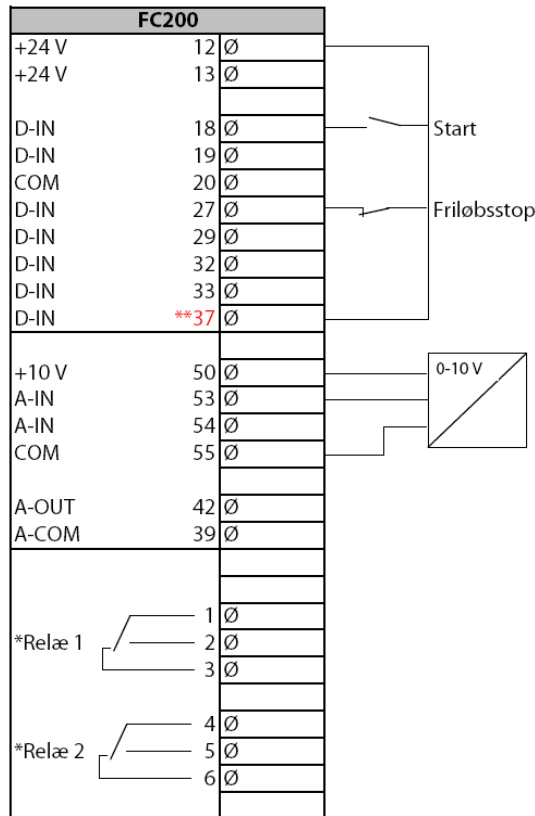 FC200
+24 V 12 Ø
+24 V 13 Ø
D-IN 18 Ø Start
D-IN 19 Ø
COM 20 Ø
D-IN 27 Ø Friløbsstop
D-IN 29 Ø
D-IN 32 Ø
D-IN 33 Ø
D-IN **37 Ø
+10 V 50 Ø 0-10 V
A-IN 53 Ø
A-IN 54 Ø
COM 55 Ø
A-OUT 42 Ø
A-COM 39 Ø
1 Ø
*Relæ 1 2 Ø
3 Ø
4 Ø
*Relæ 2 5 Ø
6 Ø